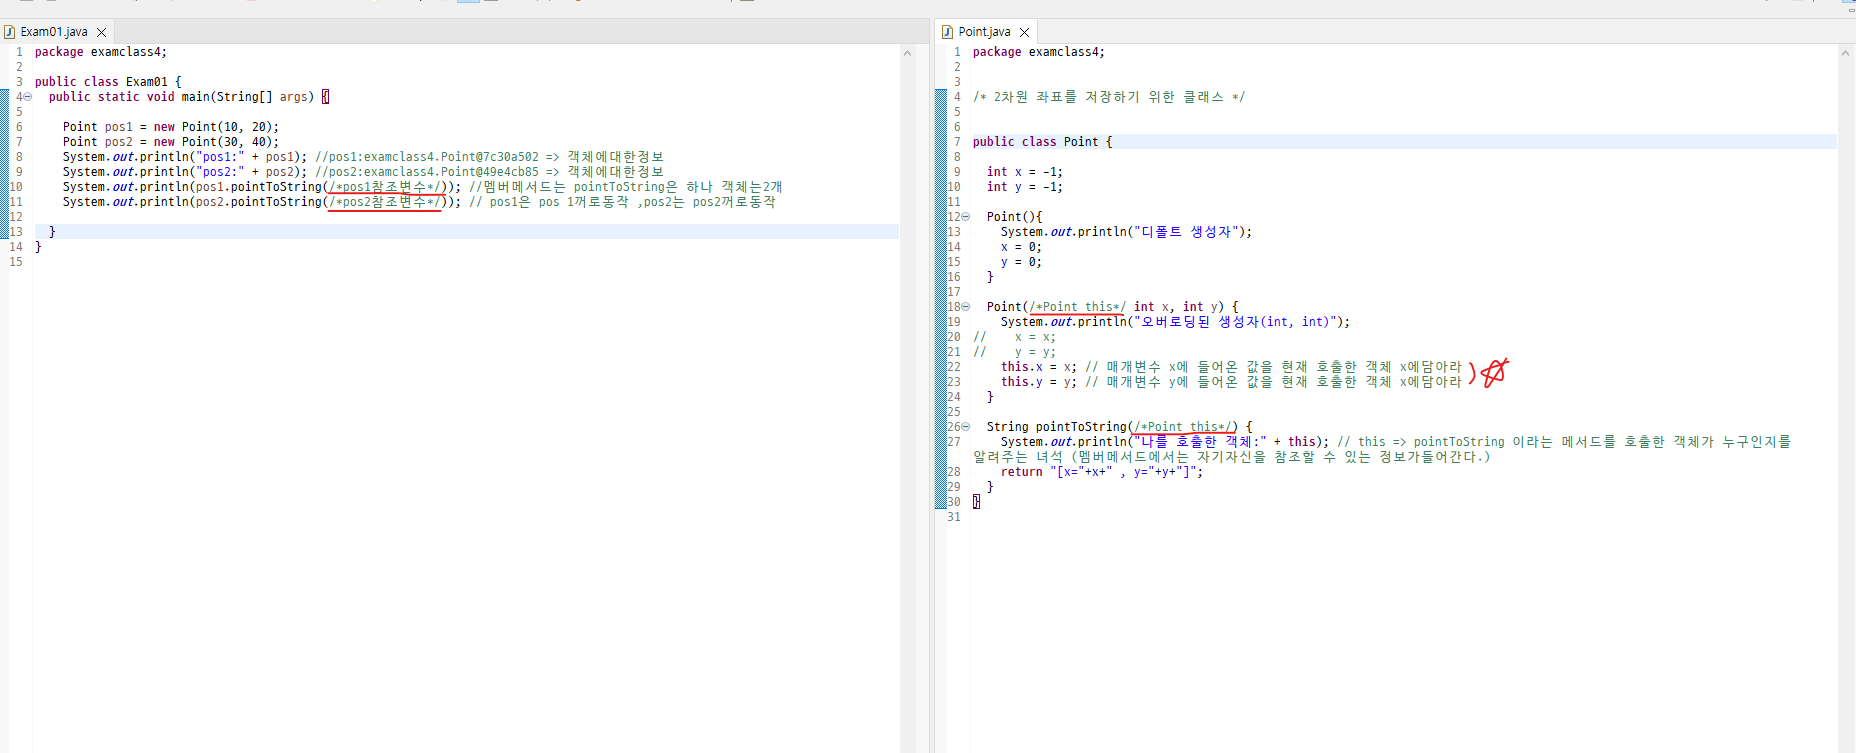 Exam01.java
1 package examclass4;
2
3 public class Exam01 {
4 public static void main(String[] args) {
5
6 Point pos1 = new Point(10, 20);
7 Point pos2 = new Point(30, 40);
8 System.out.println("pos1:" + pos1); //pos1:examclass4.Point@7c30a502 => 객체에대한정보
9 System.out.println("pos2:" + pos2); //pos2:examclass4.Point@49e4cb85 => 객체에대한정보
10 System.out.println(pos1.pointToString(/*pos1참조변수*/)); //멤버메서드는 pointToString은 하나 객체는2개
11 System.out.println(pos2.pointToString(/*pos2참조변수*/)); // pos1은 pos 1꺼로동작 ,pos2는 pos2꺼로동작
12
13 }
14 }
15
Point.java
1 package examclass4;
2
3
4 /* 2차원 좌표를 저장하기 위한 클래스 */
5
6
7 public class Point {
8
9 int x = -1;
10 int y = -1;
11
12 Point(){
13 System.out.println("디폴트 생성자");
14 x = 0;
15 y = 0;
16 }
17
18 Point(/*Point this*/ int x, int y) {
19 System.out.println("오버로딩된 생성자(int, int)");
20 // x = x;
21 // y = y;
22 this.x = x; // 매개변수 x에 들어온 값을 현재 호출한 객체 x에담아라
23 this.y = y; // 매개변수 y에 들어온 값을 현재 호출한 객체 x에담아라
24 }
25
26 String pointToString(/*Point this*/) {
27 System.out.println("나를 호출한 객체:" + this); // this => pointToString 이라는 메서드를 호출한 객체가 누구인지를
알려주는 녀석 (멤버메서드에서는 자기자신을 참조할 수 있는 정보가들어간다.)
28 return "[x="+x+" , y="+y+"]";
29 }
30 }
31